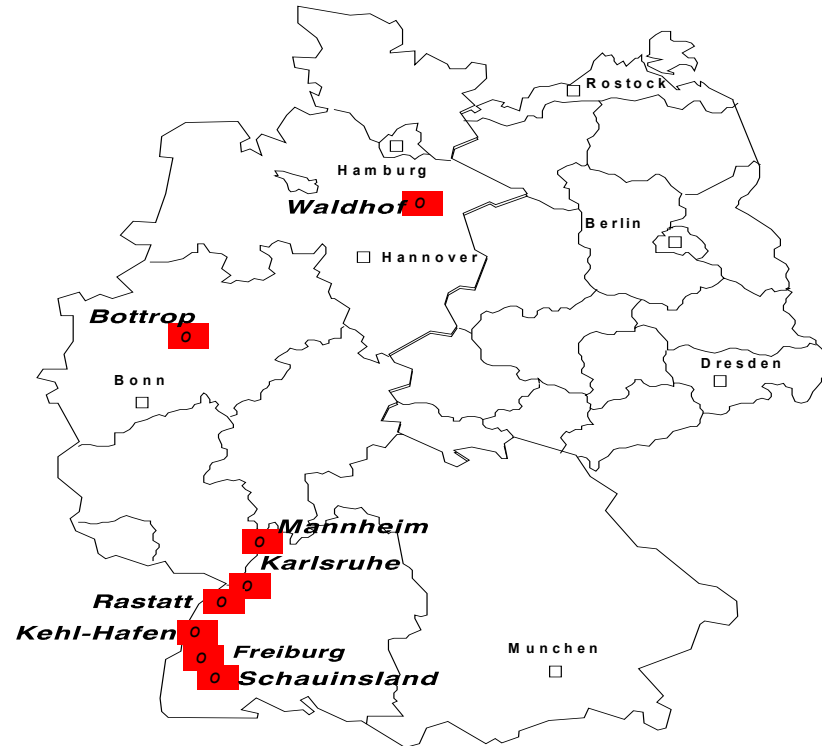 Rostock
Hamburg
Waldhof
Berlin
Hannover
Bottrop
Dresden
Bonn
Mannheim
Karlsruhe
Rastatt
Kehl-Hafen
Freiburg
Munchen
Schauinsland